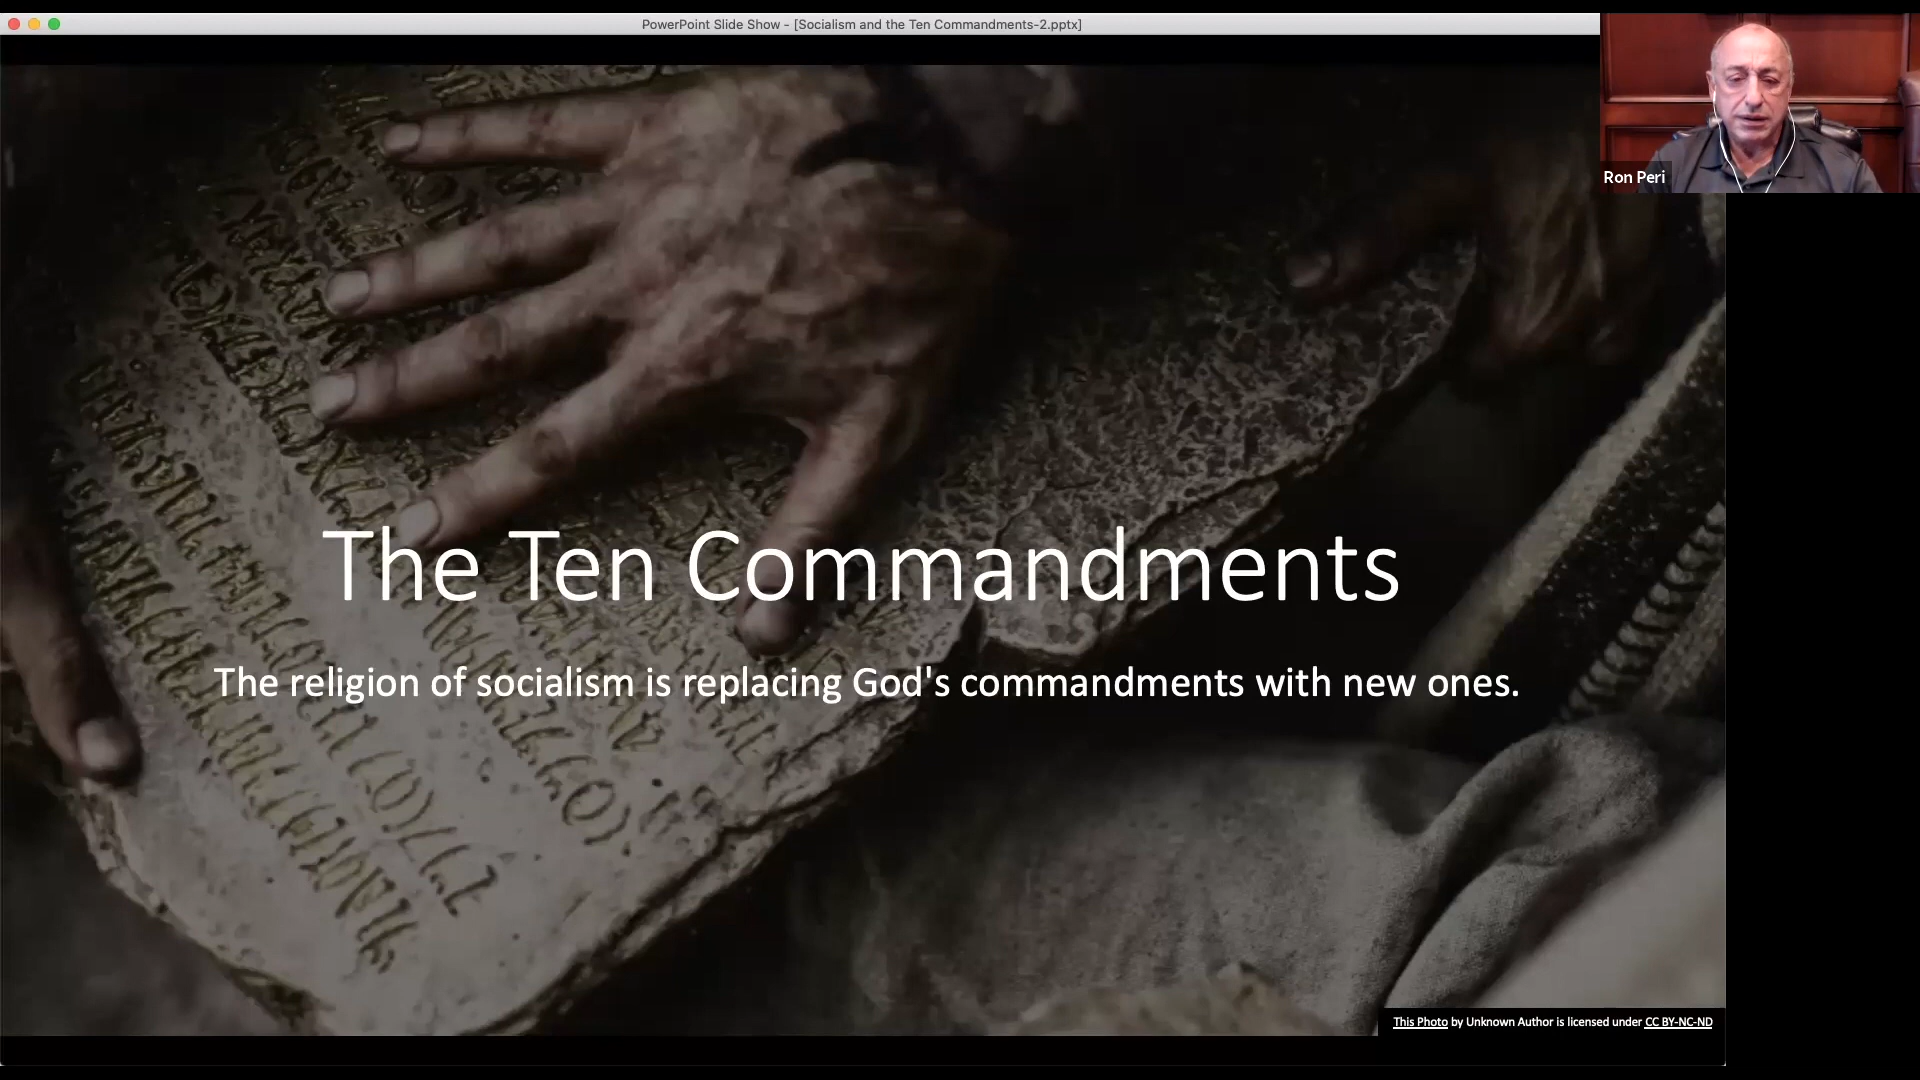 PowerPoint Slide Show - [Socialism and the Ten Commandments-2.pptx]
Ron Peri
The Ten Commandments
The religion of socialism is replacing God's commandments with new ones.
This Photo by Unknown Author is licensed under CC BY-NC-ND